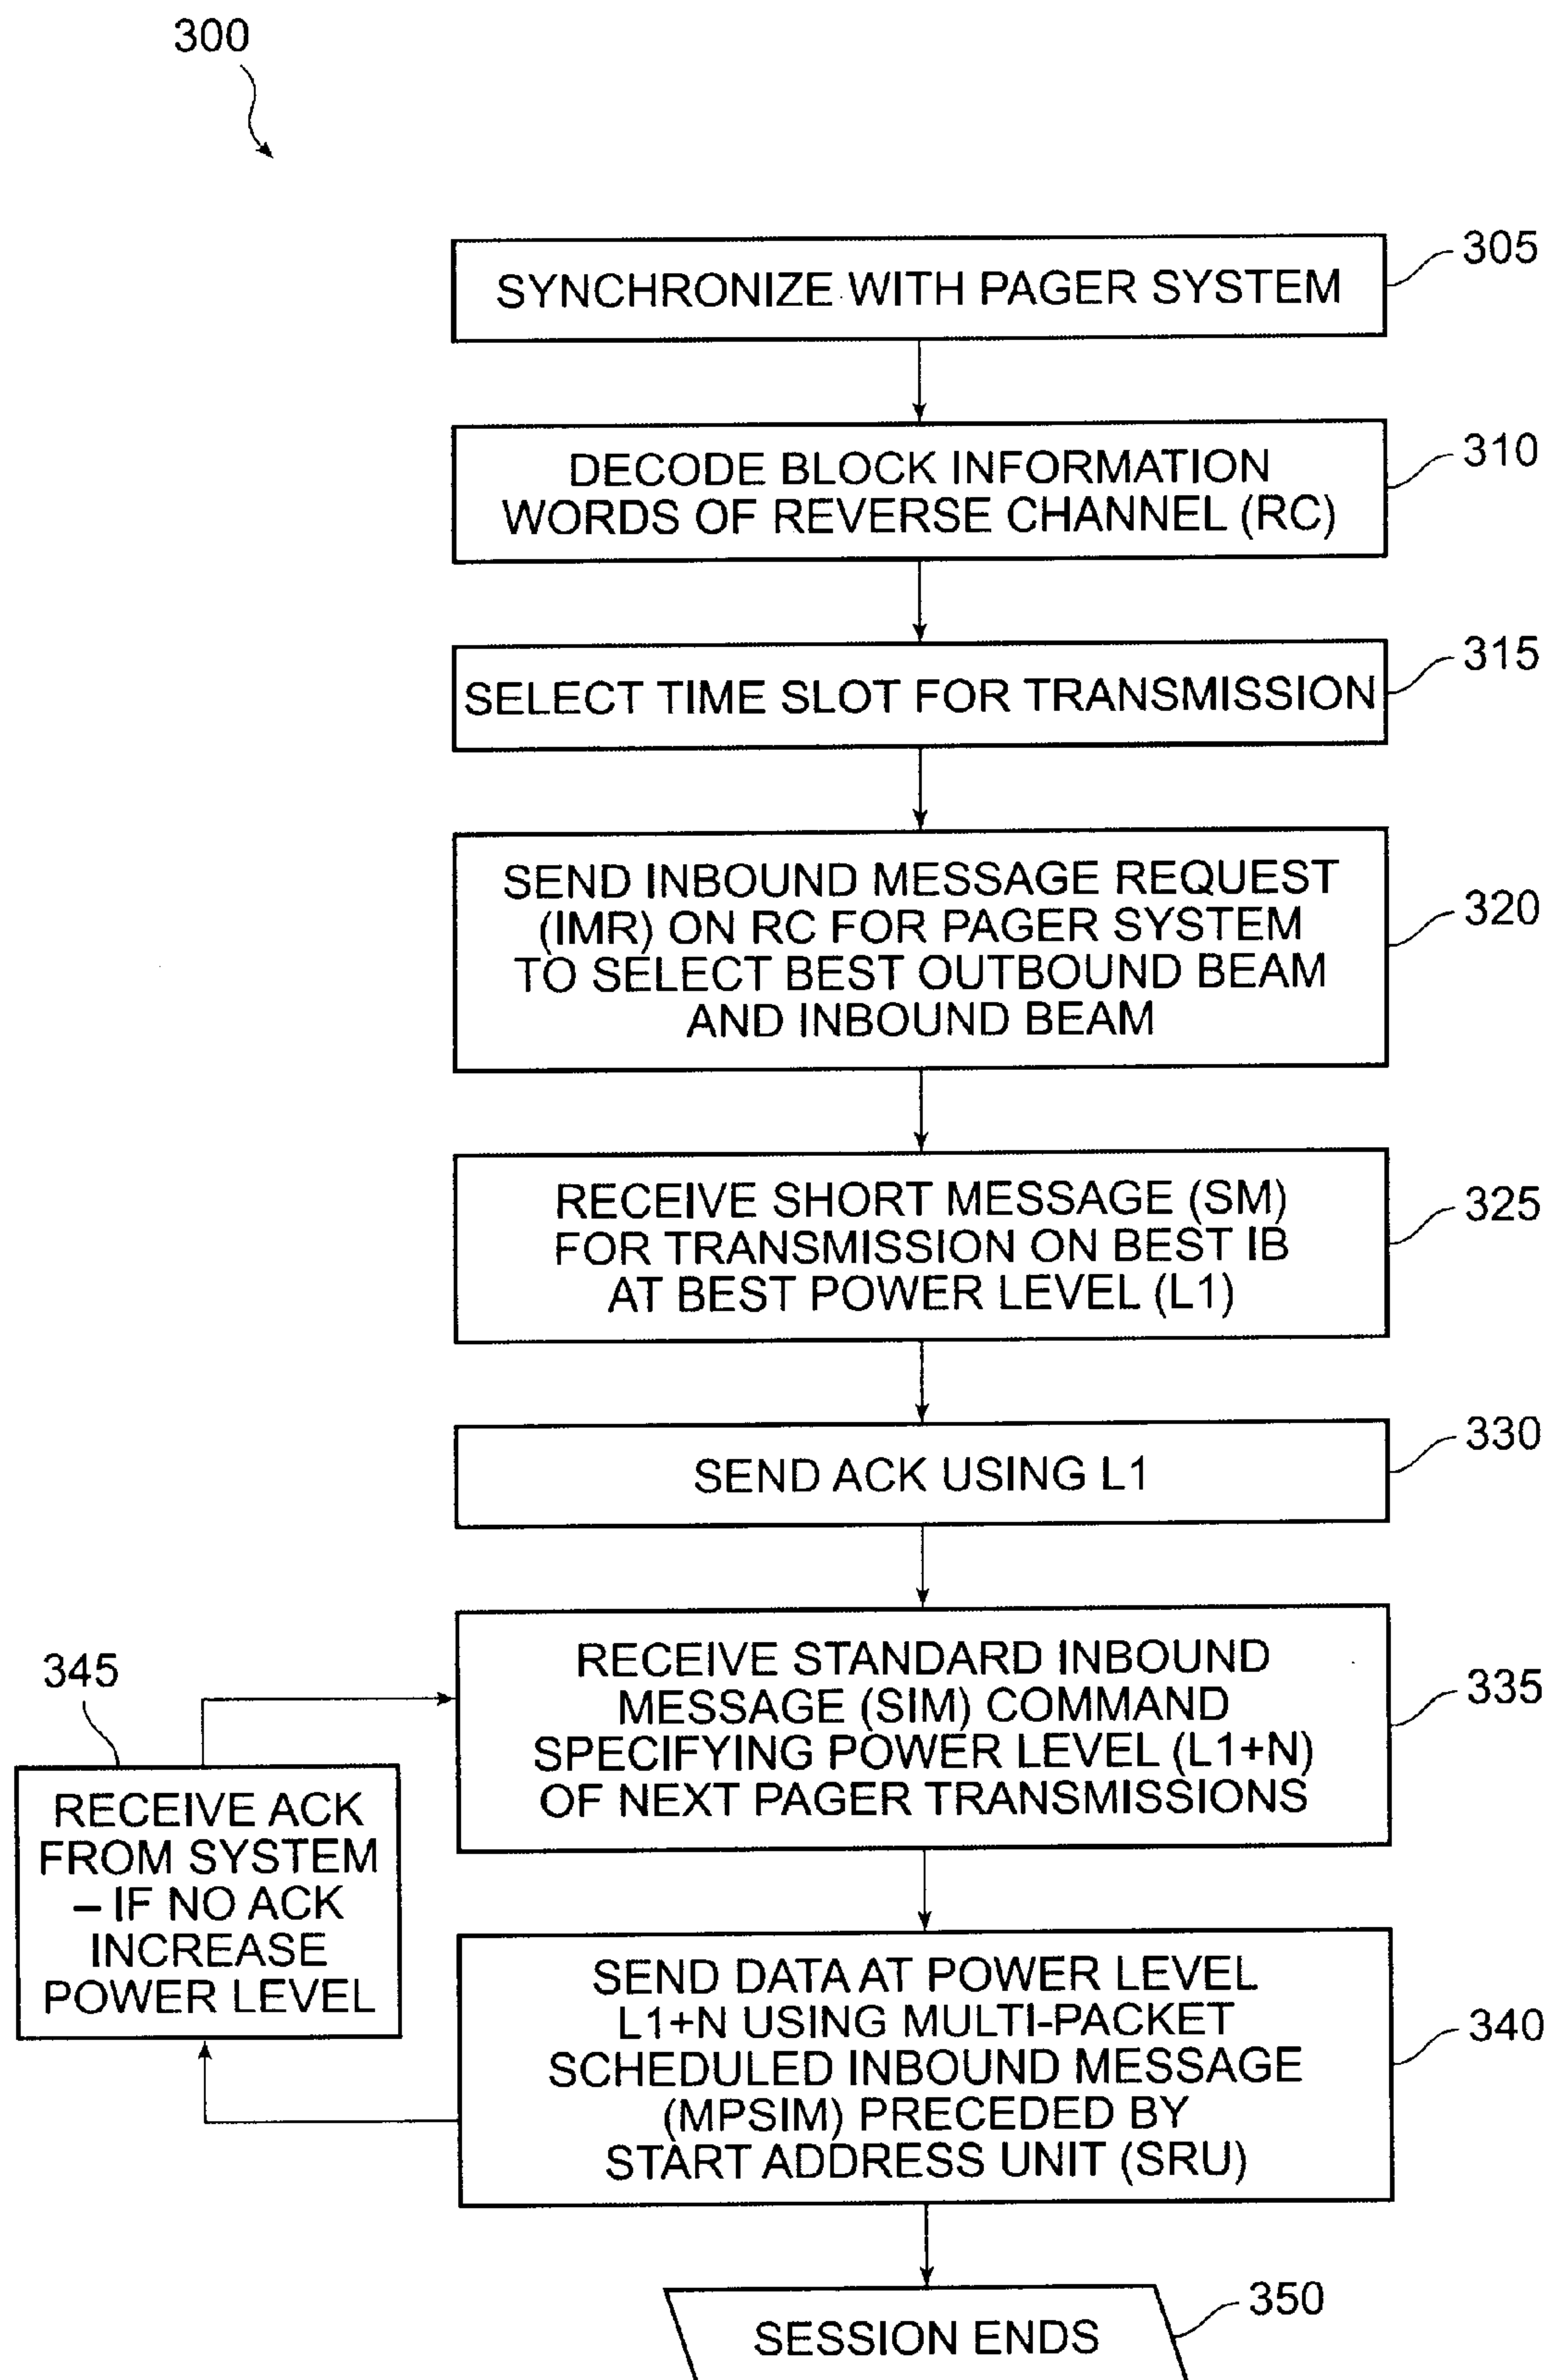 300
SYNCHRONIZE WITH PAGER SYSTEM
305
DECODE BLOCK INFORMATION
WORDS OF REVERSE CHANNEL (RC)
310
SELECT TIME SLOT FOR TRANSMISSION
315
SEND INBOUND MESSAGE REQUEST
(IMR) ON RC FOR PAGER SYSTEM
TO SELECT BEST OUTBOUND BEAM
AND INBOUND BEAM
320
RECEIVE SHORT MESSAGE (SM)
FOR TRANSMISSION ON BEST IB
AT BEST POWER LEVEL (L1)
325
SEND ACK USING L1
330
RECEIVE STANDARD INBOUND
MESSAGE (SIM) COMMAND
SPECIFYING POWER LEVEL (L1+N)
OF NEXT PAGER TRANSMISSIONS
335
345
RECEIVE ACK
FROM SYSTEM
– IF NO ACK
INCREASE
POWER LEVEL
SEND DATA AT POWER LEVEL
L1+N USING MULTI-PACKET
SCHEDULED INBOUND MESSAGE
(MPSIM) PRECEDED BY
START ADDRESS UNIT (SRU)
340
SESSION ENDS
350